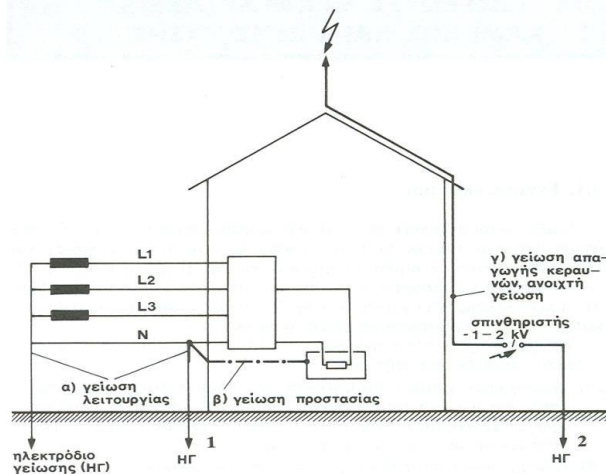 L1
L2
L3
N
α) γείωση
λειτουργίας
β) γείωση προστασίας
γ) γείωση απα-
γωγής κεραυ-
νών, ανοιχτή
γείωση
σπινθηριστής
-1-2 kV
ηλεκτρόδιο
γείωσης (ΗΓ)
1
ΗΓ
2
ΗΓ